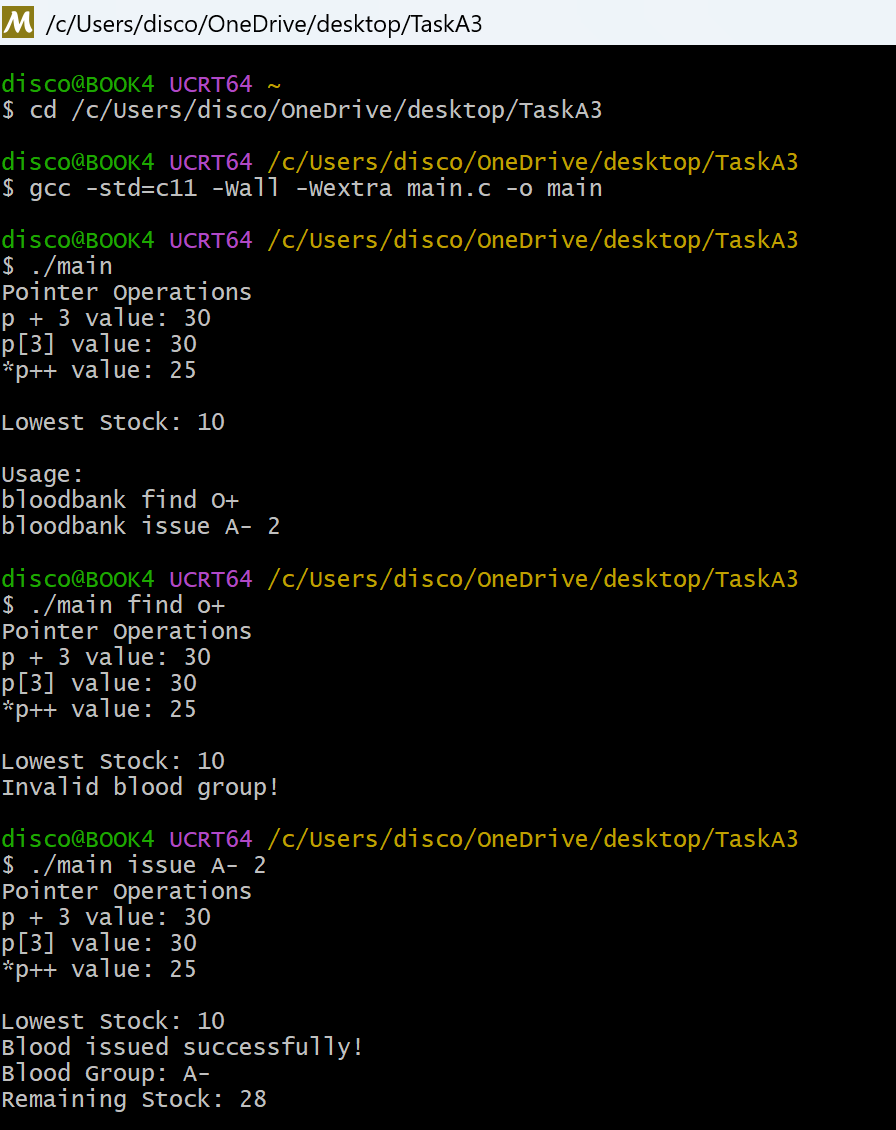 M /c/Users/disco/OneDrive/desktop/TaskA3
disco@BOOK4 UCRT64 ~
$ cd /c/Users/disco/OneDrive/desktop/TaskA3
disco@BOOK4 UCRT64 /c/Users/disco/OneDrive/desktop/TaskA3
$ gcc -std=c11 -Wall -Wextra main.c -o main
disco@BOOK4 UCRT64 /c/Users/disco/OneDrive/desktop/TaskA3
$ ./main
Pointer Operations
p + 3 value: 30
p[3] value: 30
*p++ value: 25
Lowest Stock: 10
Usage:
bloodbank find O+
bloodbank issue A- 2
disco@BOOK4 UCRT64 /c/Users/disco/OneDrive/desktop/TaskA3
$ ./main find o+
Pointer Operations
p + 3 value: 30
p[3] value: 30
*p++ value: 25
Lowest Stock: 10
Invalid blood group!
disco@BOOK4 UCRT64 /c/Users/disco/OneDrive/desktop/TaskA3
$ ./main issue A- 2
Pointer Operations
p + 3 value: 30
p[3] value: 30
*p++ value: 25
Lowest Stock: 10
Blood issued successfully!
Blood Group: A-
Remaining Stock: 28